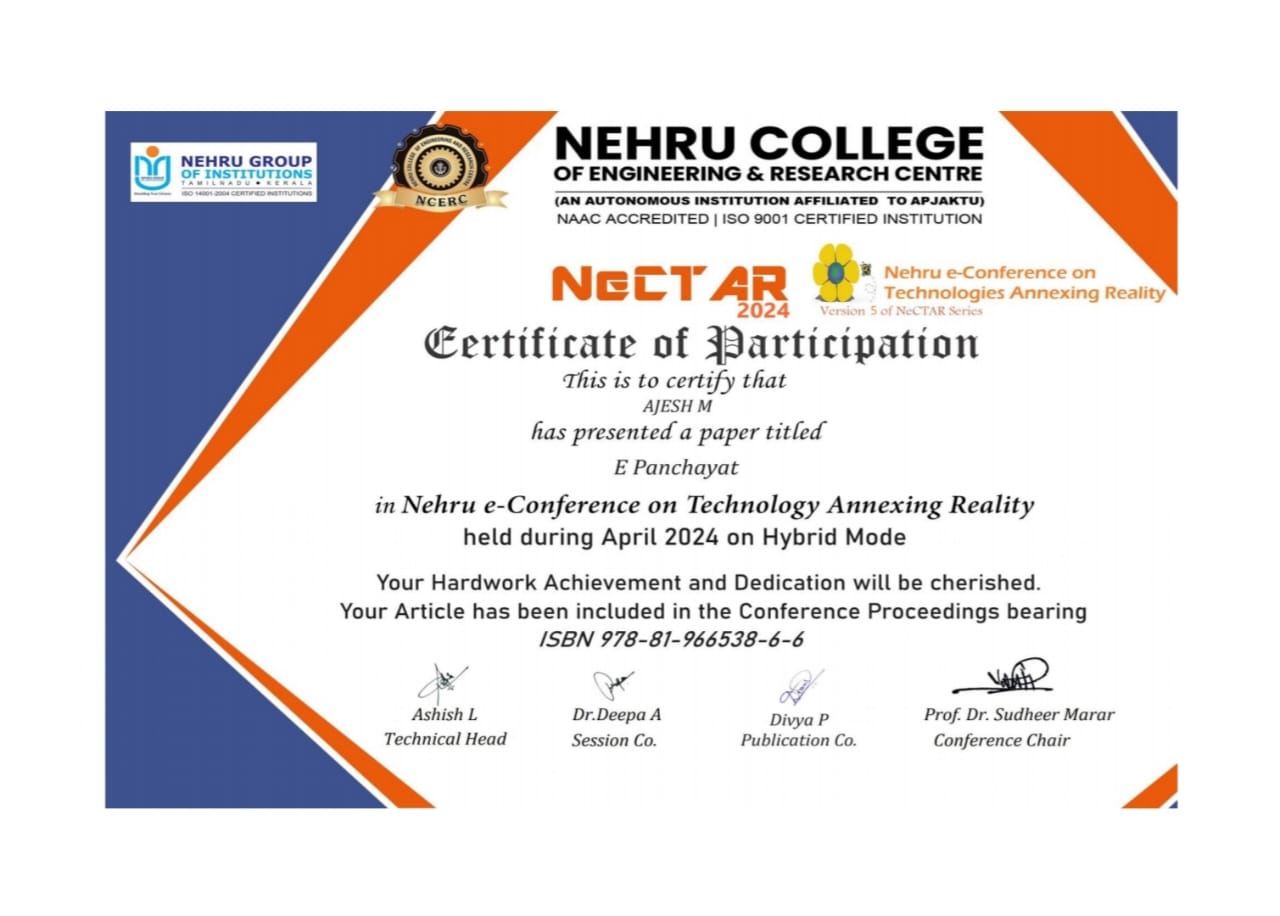 NEHRU GROUP
OF INSTITUTIONS
TAMILNADU • KERALA
ISO 14001-2004 CERTIFIED INSTITUTIONS
NCERC
NEHRU COLLEGE
OF ENGINEERING & RESEARCH CENTRE
(AN AUTONOMOUS INSTITUTION AFFILIATED TO APJAKTU)
NAAC ACCREDITED | ISO 9001 CERTIFIED INSTITUTION
NeCTAR
2024
Nehru e-Conference on
Technologies Annexing Reality
Version 5 of NeCTAR Series
Certificate of Participation
This is to certify that
AJESH M
has presented a paper titled
E Panchayat
in Nehru e-Conference on Technology Annexing Reality
held during April 2024 on Hybrid Mode
Your Hardwork Achievement and Dedication will be cherished.
Your Article has been included in the Conference Proceedings bearing
ISBN 978-81-966538-6-6
Ashish L Dr.Deepa A Divya P Prof. Dr. Sudheer Marar
Technical Head Session Co. Publication Co. Conference Chair